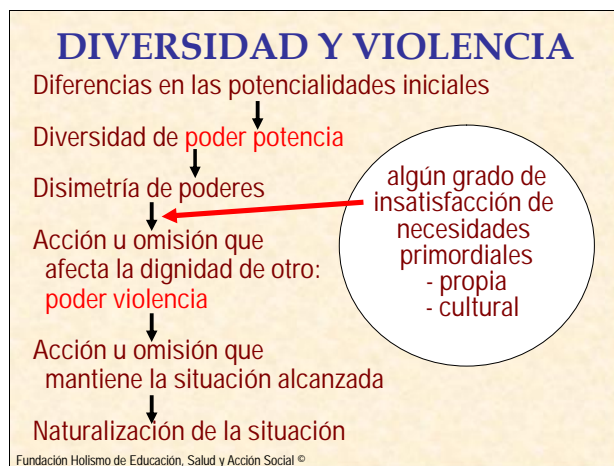 DIVERSIDAD Y VIOLENCIA
Diferencias en las potencialidades iniciales
Diversidad de poder potencia
Disimetría de poderes
Acción u omisión que
afecta la dignidad de otro:
poder violencia
Acción u omisión que
mantiene la situación alcanzada
Naturalización de la situación
algún grado de
insatisfacción de
necesidades
primordiales
- propia
- cultural
Fundación Holismo de Educación, Salud y Acción Social ©